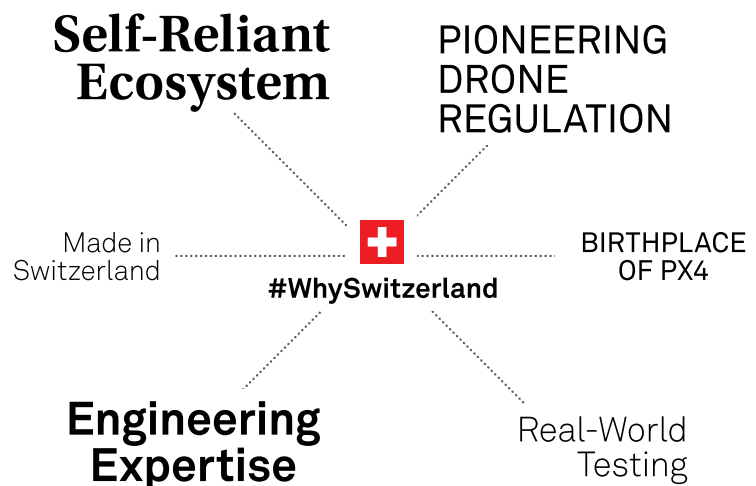 Self-Reliant
Ecosystem
PIONEERING
DRONE
REGULATION
Made in
Switzerland
#WhySwitzerland
BIRTHPLACE
OF PX4
Engineering
Expertise
Real-World
Testing